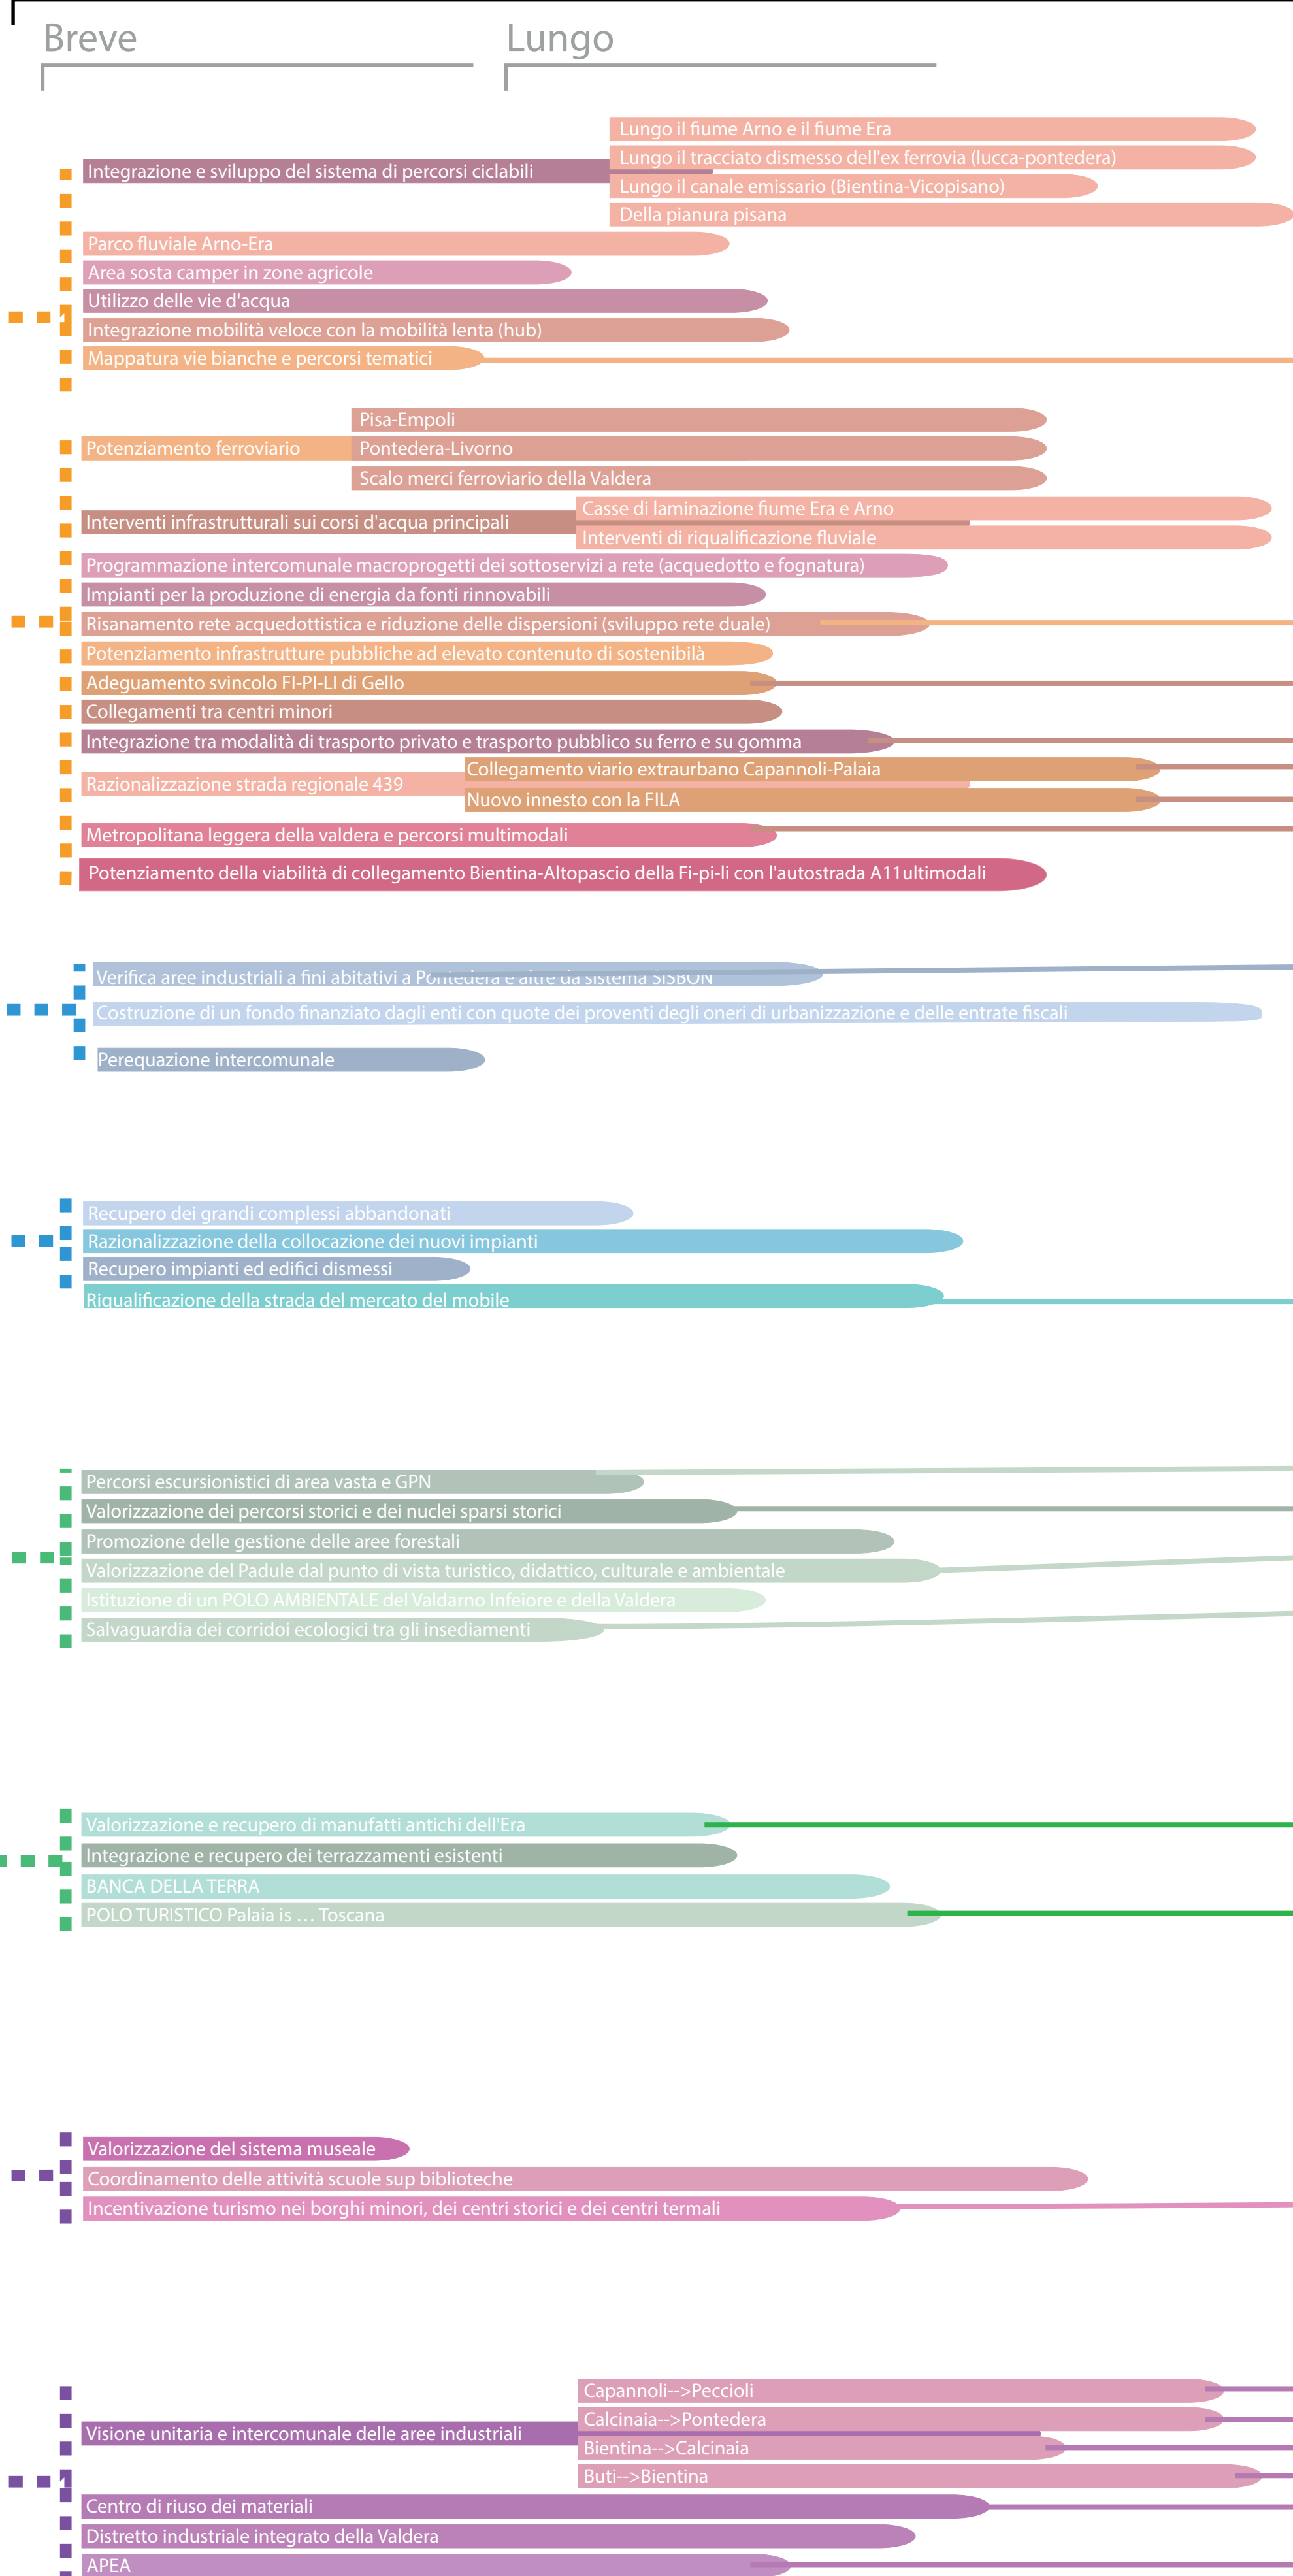 Breve
Lungo
Lungo il fiume Arno e il fiume Era
Integrazione e sviluppo del sistema di percorsi ciclabili
Lungo il tracciato dismesso dell'ex ferrovia (lucca-pontedera)
Lungo il canale emissario (Bientina-Vicopisano)
Della pianura pisana
Parco fluviale Arno-Era
Area sosta camper in zone agricole
Utilizzo delle vie d'acqua
Integrazione mobilità veloce con la mobilità lenta (hub)
Mappatura vie bianche e percorsi tematici
Pisa-Empoli
Potenziamento ferroviario
Pontedera-Livorno
Scalo merci ferroviario della Valdera
Casse di laminazione fiume Era e Arno
Interventi infrastrutturali sui corsi d'acqua principali
Interventi di riqualificazione fluviale
Programmazione intercomunale macroprogetti dei sottoservizi a rete (acquedotto e fognatura)
Impianti per la produzione di energia da fonti rinnovabili
Risanamento rete acquedottistica e riduzione delle dispersioni (sviluppo rete duale)
Potenziamento infrastrutture pubbliche ad elevato contenuto di sostenibilà
Adeguamento svincolo FI-PI-LI di Gello
Collegamenti tra centri minori
Integrazione tra modalità di trasporto privato e trasporto pubblico su ferro e su gomma
Collegamento viario extraurbano Capannoli-Palaia
Razionalizzazione strada regionale 439
Nuovo innesto con la FILA
Metropolitana leggera della valdera e percorsi multimodali
Potenziamento della viabilità di collegamento Bientina-Altopascio della Fi-pi-li con l'autostrada A11ultimodali
Verifica aree industriali a fini abitativi a Pontedera e altre da sistema SISBON
Costruzione di un fondo finanziato dagli enti con quote dei proventi degli oneri di urbanizzazione e delle entrate fiscali
Perequazione intercomunale
Recupero dei grandi complessi abbandonati
Razionalizzazione della collocazione dei nuovi impianti
Recupero impianti ed edifici dismessi
Riqualificazione della strada del mercato del mobile
Percorsi escursionistici di area vasta e GPN
Valorizzazione dei percorsi storici e dei nuclei sparsi storici
Promozione delle gestione delle aree forestali
Valorizzazione del Padule dal punto di vista turistico, didattico, culturale e ambientale
Istituzione di un POLO AMBIENTALE del Valdarno Infeiore e della Valdera
Salvaguardia dei corridoi ecologici tra gli insediamenti
Valorizzazione e recupero di manufatti antichi dell'Era
Integrazione e recupero dei terrazzamenti esistenti
BANCA DELLA TERRA
POLO TURISTICO Palaia is … Toscana
Valorizzazione del sistema museale
Coordinamento delle attività scuole sup biblioteche
Incentivazione turismo nei borghi minori, dei centri storici e dei centri termali
Capannoli-->Peccioli
Calcinaia-->Pontedera
Visione unitaria e intercomunale delle aree industriali
Bientina-->Calcinaia
Buti-->Bientina
Centro di riuso dei materiali
Distretto industriale integrato della Valdera
APEA